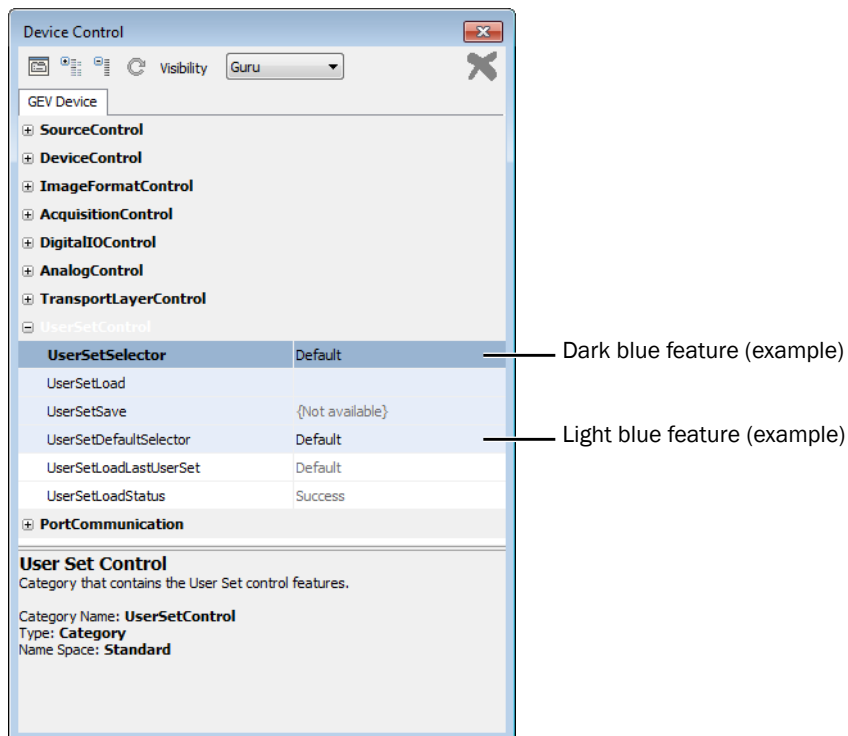 Device Control
Visibility Guru
GEV Device
SourceControl
DeviceControl
ImageFormatControl
AcquisitionControl
DigitalIOControl
AnalogControl
TransportLayerControl
UserSetControl
UserSetSelector Default Dark blue feature (example)
UserSetLoad
UserSetSave {Not available}
UserSetDefaultSelector Default Light blue feature (example)
UserSetLoadLastUserSet Default
UserSetLoadStatus Success
PortCommunication
User Set Control
Category that contains the User Set control features.
Category Name: UserSetControl
Type: Category
Name Space: Standard